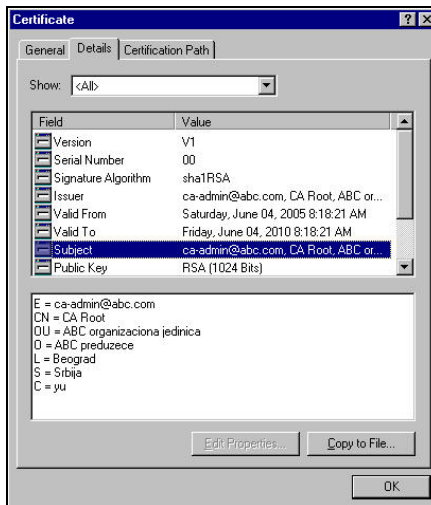 Certificate
General Details Certification Path
Show: <All>
Field Value
Version V1
Serial Number 00
Signature Algorithm sha1RSA
Issuer ca-admin@abc.com, CA Root, ABC or...
Valid From Saturday, June 04, 2005 8:18:21 AM
Valid To Friday, June 04, 2010 8:18:21 AM
Subject ca-admin@abc.com, CA Root, ABC or...
Public Key RSA (1024 Bits)
E = ca-admin@abc.com
CN = CA Root
OU = ABC organizaciona jedinica
O = ABC preduzece
L = Beograd
S = Srbija
C = yu
Edit Properties... Copy to File...
OK